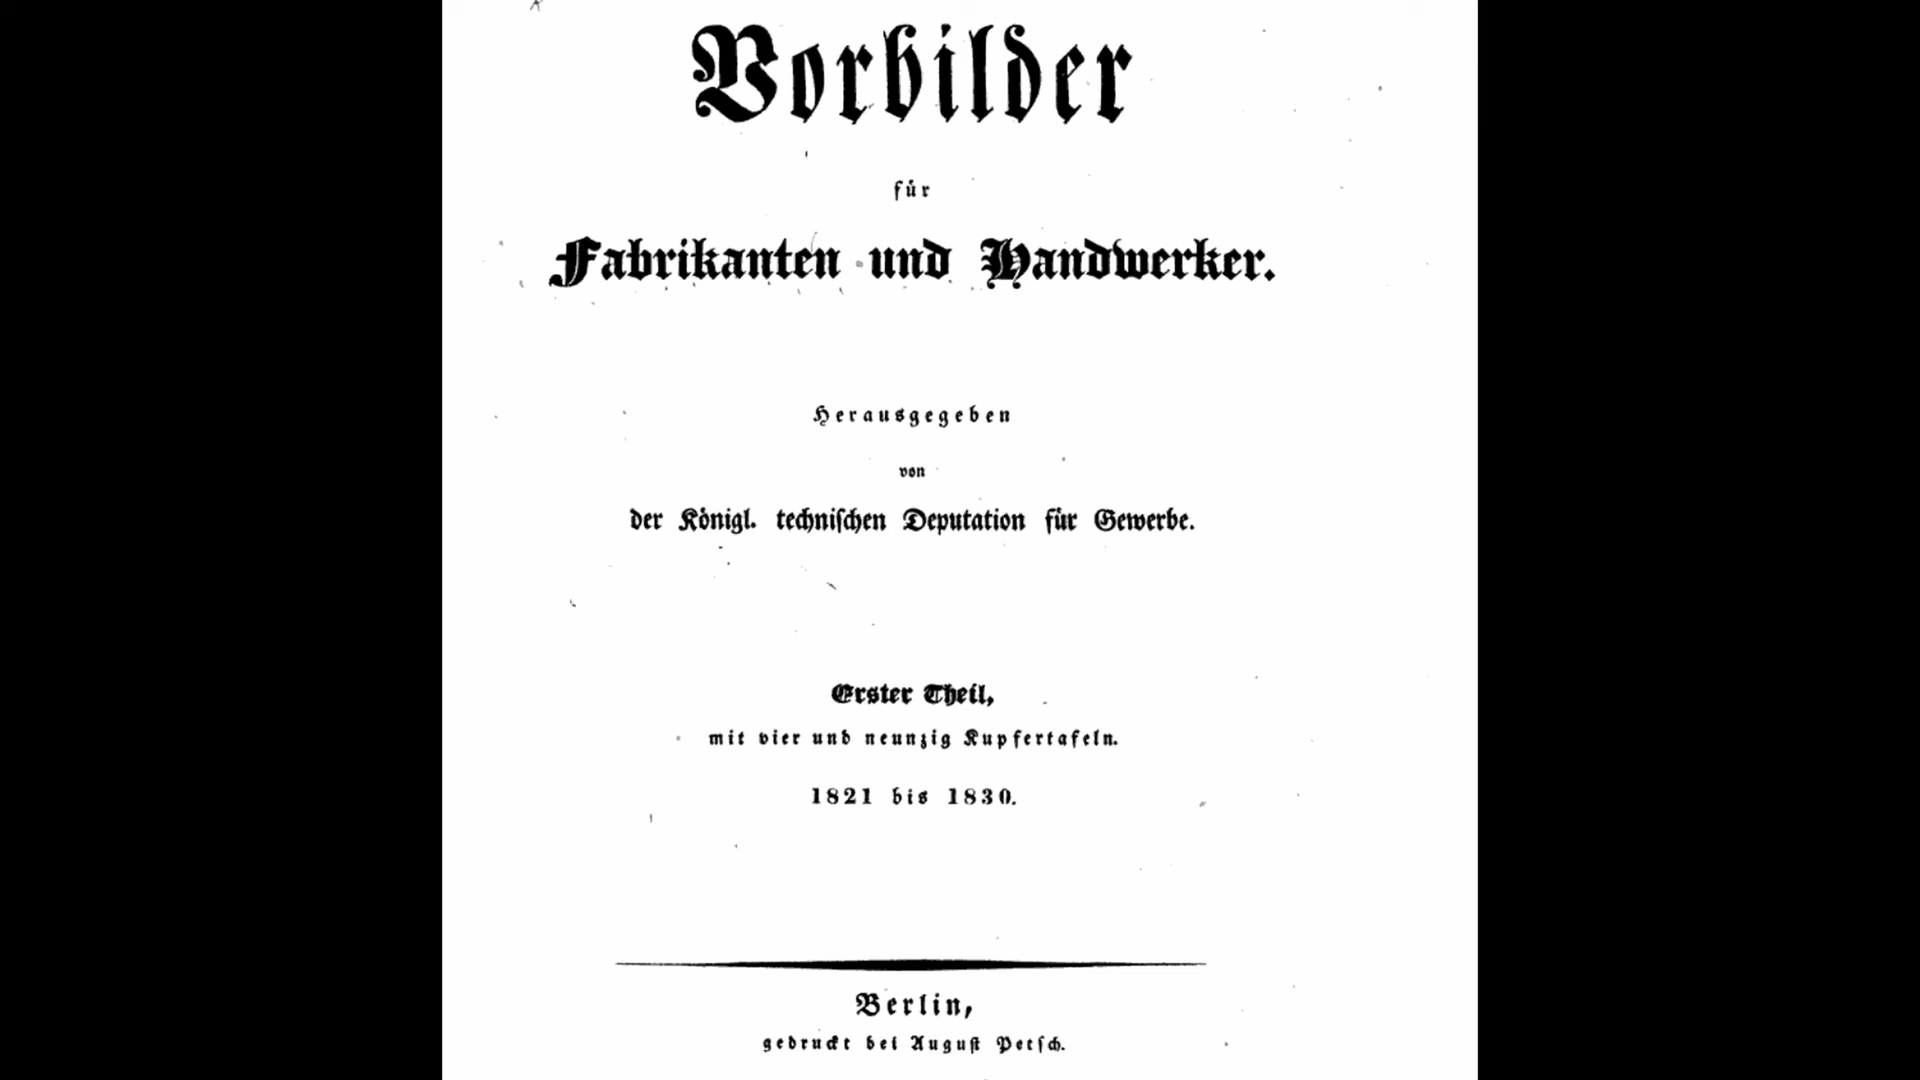 Vorbilder
für
Fabrikanten und Handwerker.
Herausgegeben
von
der Königl. technischen Deputation für Gewerbe.
Erster Theil,
mit vier und neunzig Kupfertafeln.
1821 bis 1830.
Berlin,
gedruckt bei August Petsch.